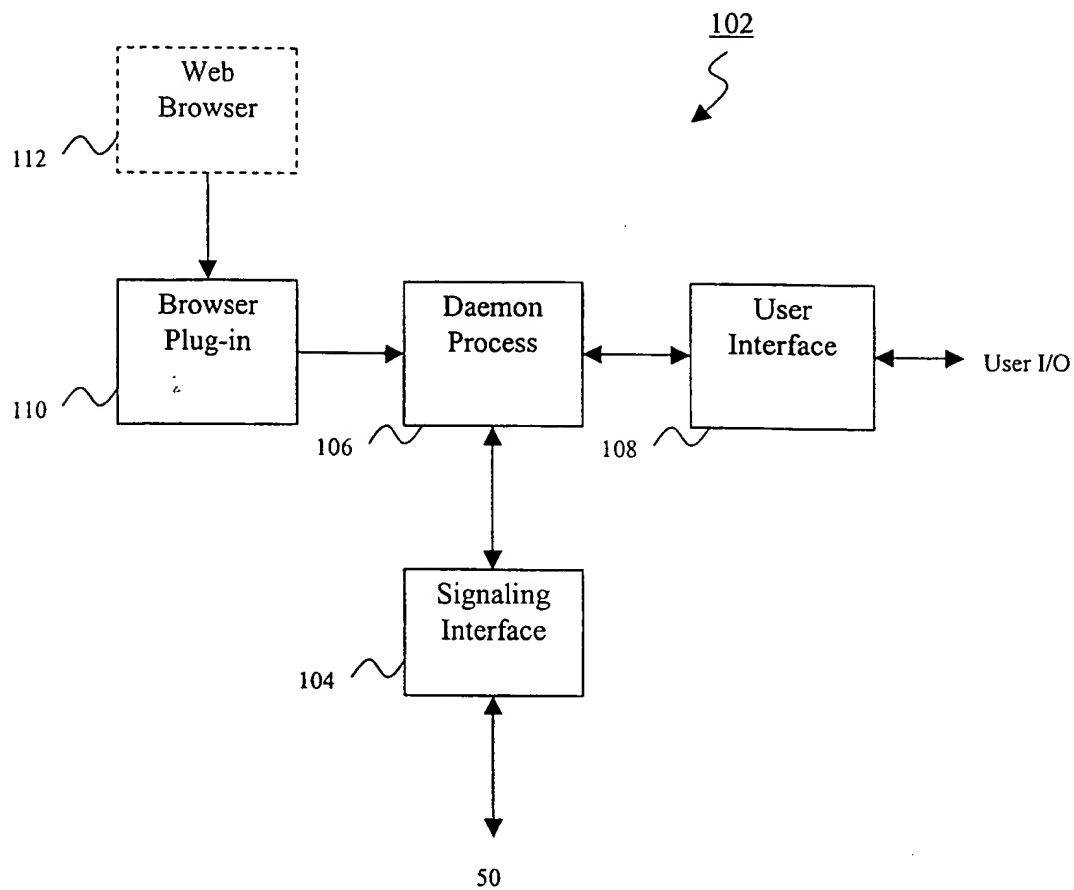 102
Web
Browser
112
Browser
Plug-in
110
Daemon
Process
106
User
Interface
108
User I/O
Signaling
Interface
104
50